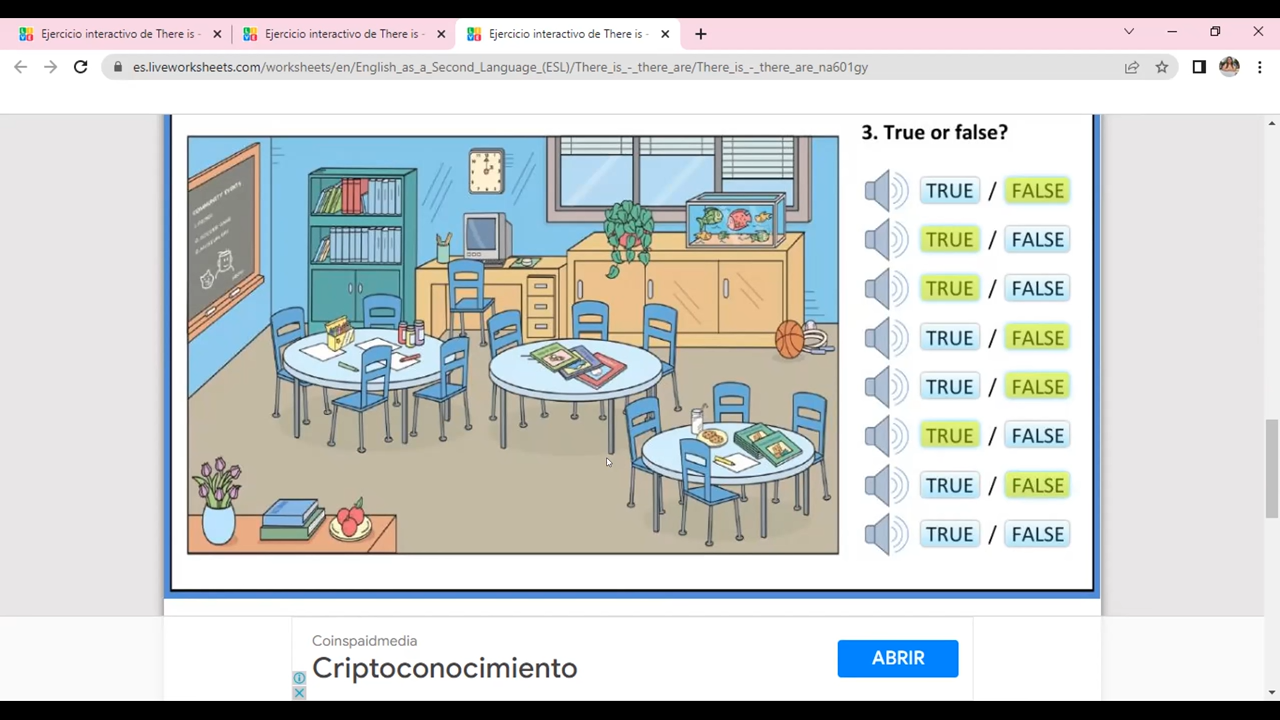 Ejercicio interactivo de There is -
Ejercicio interactivo de There is -
Ejercicio interactivo de There is -
es.liveworksheets.com/worksheets/en/English_as_a_Second_Language_(ESL)/There_is_-_there_are/There_is_-_there_are_na601gy
COMMUNITY EVENTS
3. True or false?
TRUE / FALSE
TRUE / FALSE
TRUE / FALSE
TRUE / FALSE
TRUE / FALSE
TRUE / FALSE
TRUE / FALSE
TRUE / FALSE
Coinspaidmedia
Criptoconocimiento
ABRIR